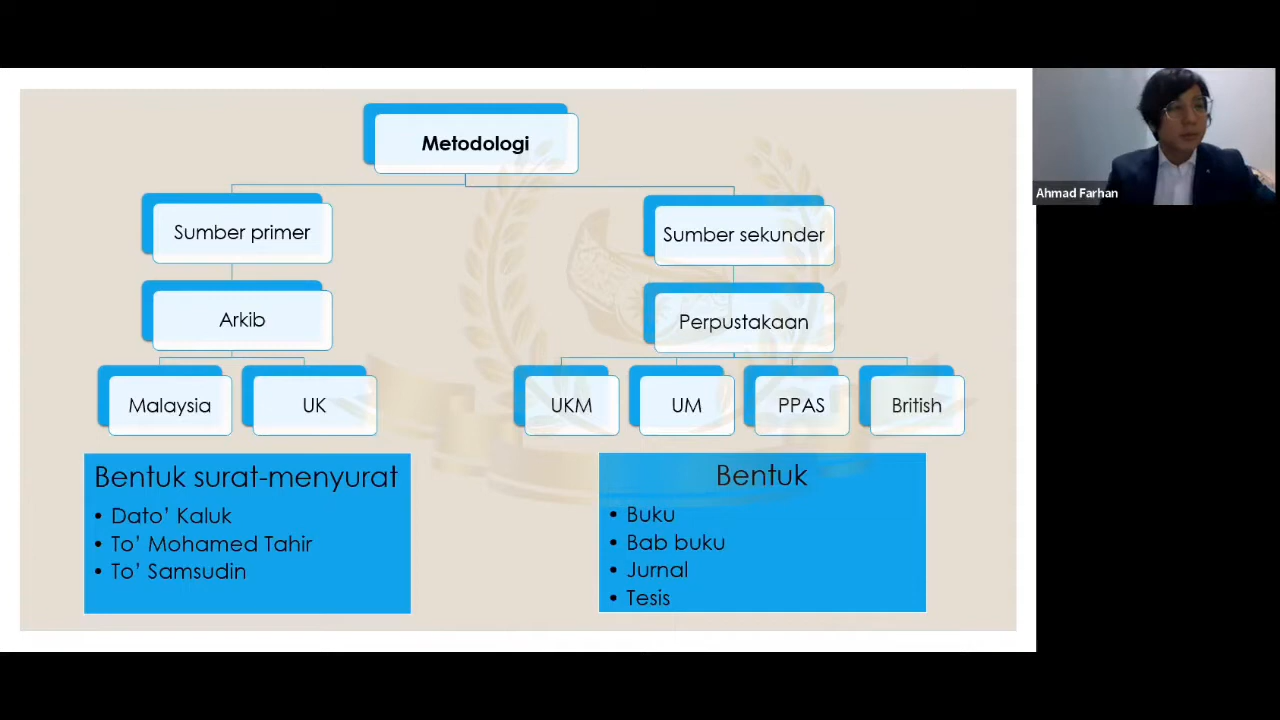 Metodologi
Sumber primer
Sumber sekunder
Arkib
Perpustakaan
Malaysia
UK
UKM
UM
PPAS
British
Bentuk surat-menyurat
• Dato’ Kaluk
• To’ Mohamed Tahir
• To’ Samsudin
Bentuk
• Buku
• Bab buku
• Jurnal
• Tesis
Ahmad Farhan